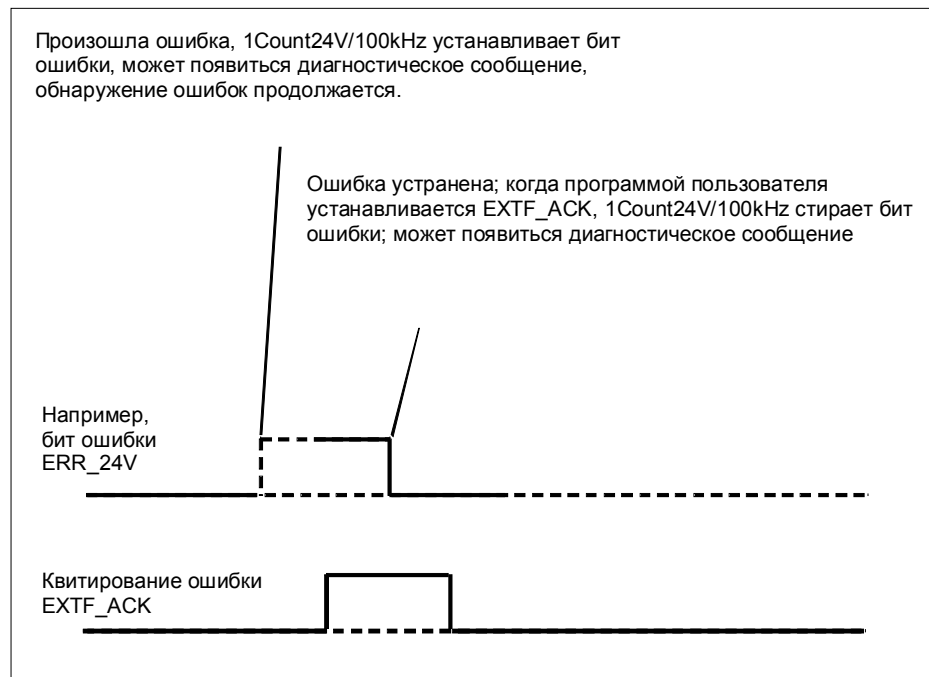 Произошла ошибка, 1Count24V/100kHz устанавливает бит
ошибки, может появиться диагностическое сообщение,
обнаружение ошибок продолжается.
Ошибка устранена; когда программой пользователя
устанавливается EXTF_ACK, 1Count24V/100kHz стирает бит
ошибки; может появиться диагностическое сообщение
Например,
бит ошибки
ERR_24V
Квитирование ошибки
EXTF_ACK